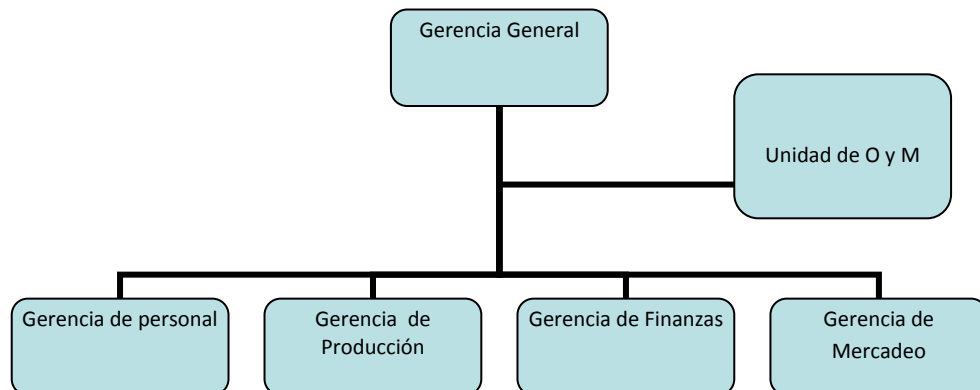 Gerencia General
Unidad de O y M
Gerencia de personal
Gerencia de
Producción
Gerencia de Finanzas
Gerencia de
Mercadeo